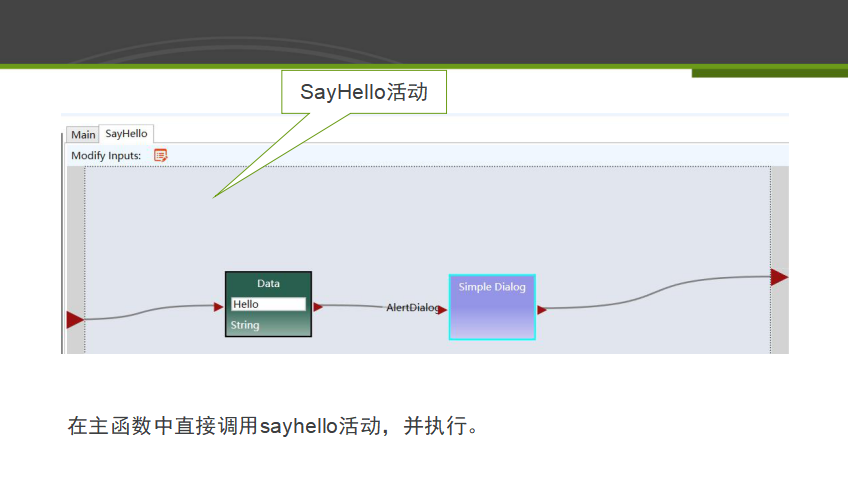 SayHello活动
Main SayHello
Modify Inputs:
Data
Hello
String
AlertDialog
Simple Dialog
在主函数中直接调用sayhello活动，并执行。